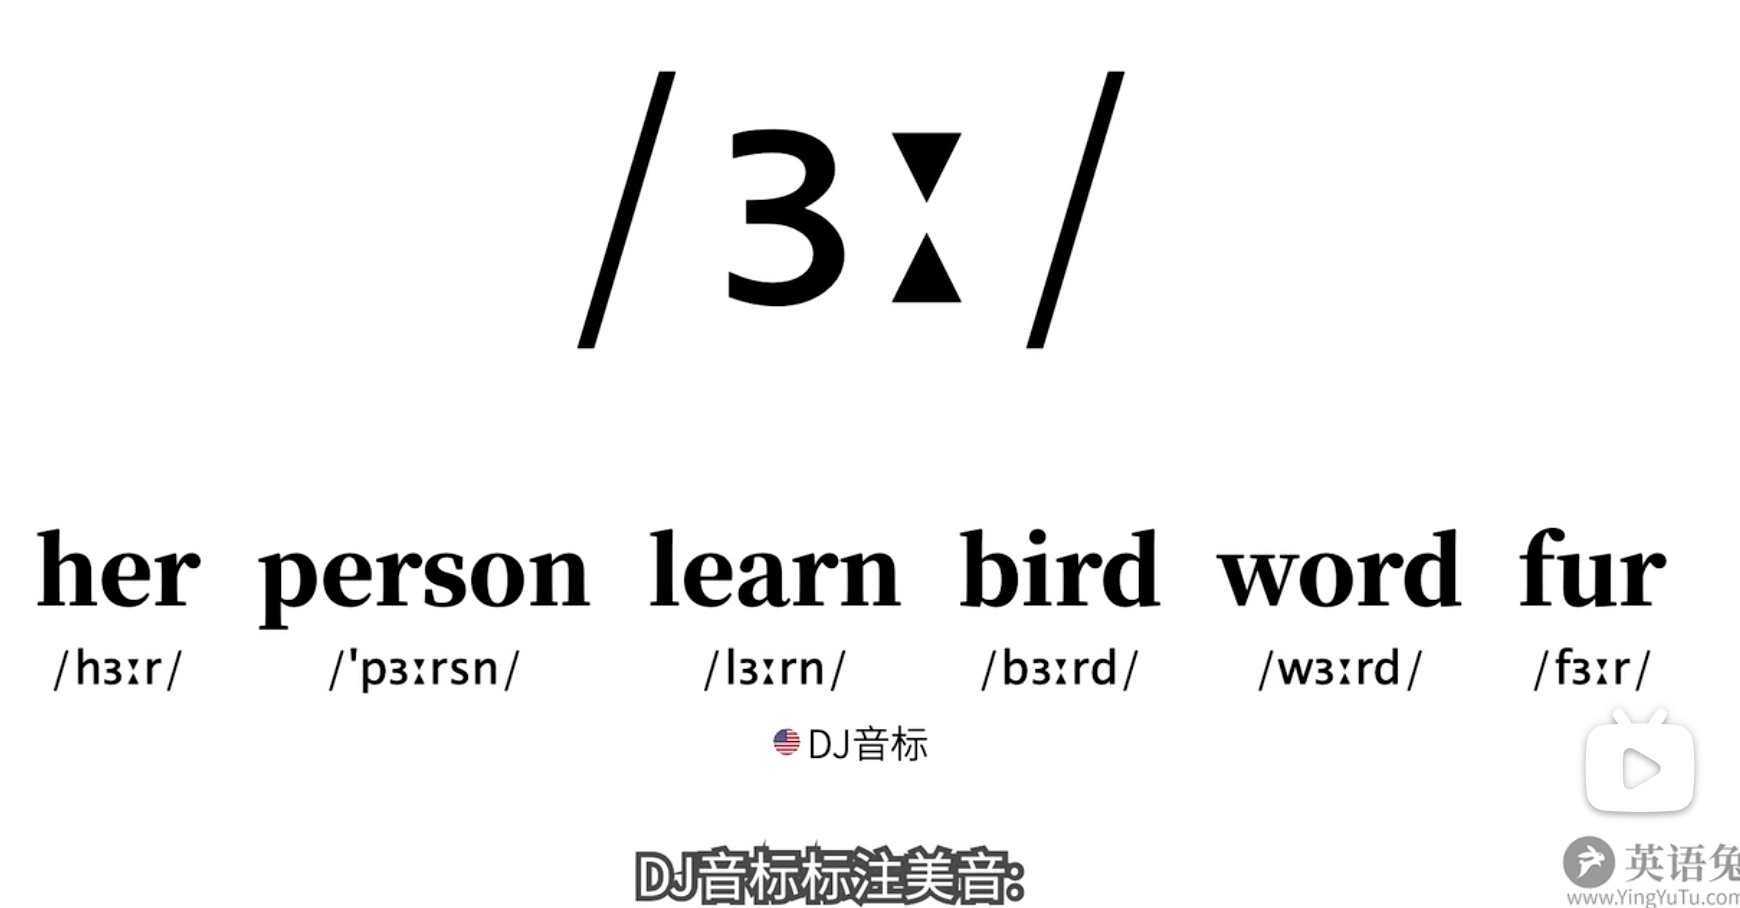 /ɜː/
her person learn bird word fur
/hɜːr/ /ˈpɜːrsn/ /lɜːrn/ /bɜːrd/ /wɜːrd/ /fɜːr/
DJ音标
DJ音标标注美音:
英语兔
www.YingYuTu.com